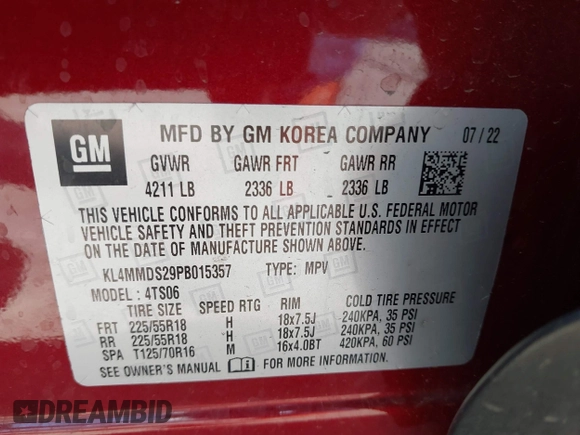 GM
MFD BY GM KOREA COMPANY 07 / 22
GVWR GAWR FRT GAWR RR
4211 LB 2336 LB 2336 LB
THIS VEHICLE CONFORMS TO ALL APPLICABLE U.S. FEDERAL MOTOR
VEHICLE SAFETY AND THEFT PREVENTION STANDARDS IN EFFECT
ON THE DATE OF MANUFACTURE SHOWN ABOVE.
KL4MMDS29PB015357 TYPE: MPV
MODEL : 4TS06
TIRE SIZE SPEED RTG RIM COLD TIRE PRESSURE
FRT 225/55R18 H 18x7.5J 240KPA, 35 PSI
RR 225/55R18 H 18x7.5J 240KPA, 35 PSI
SPA T125/70R16 M 16x4.0BT 420KPA, 60 PSI
SEE OWNER'S MANUAL FOR MORE INFORMATION.
DREAMBID